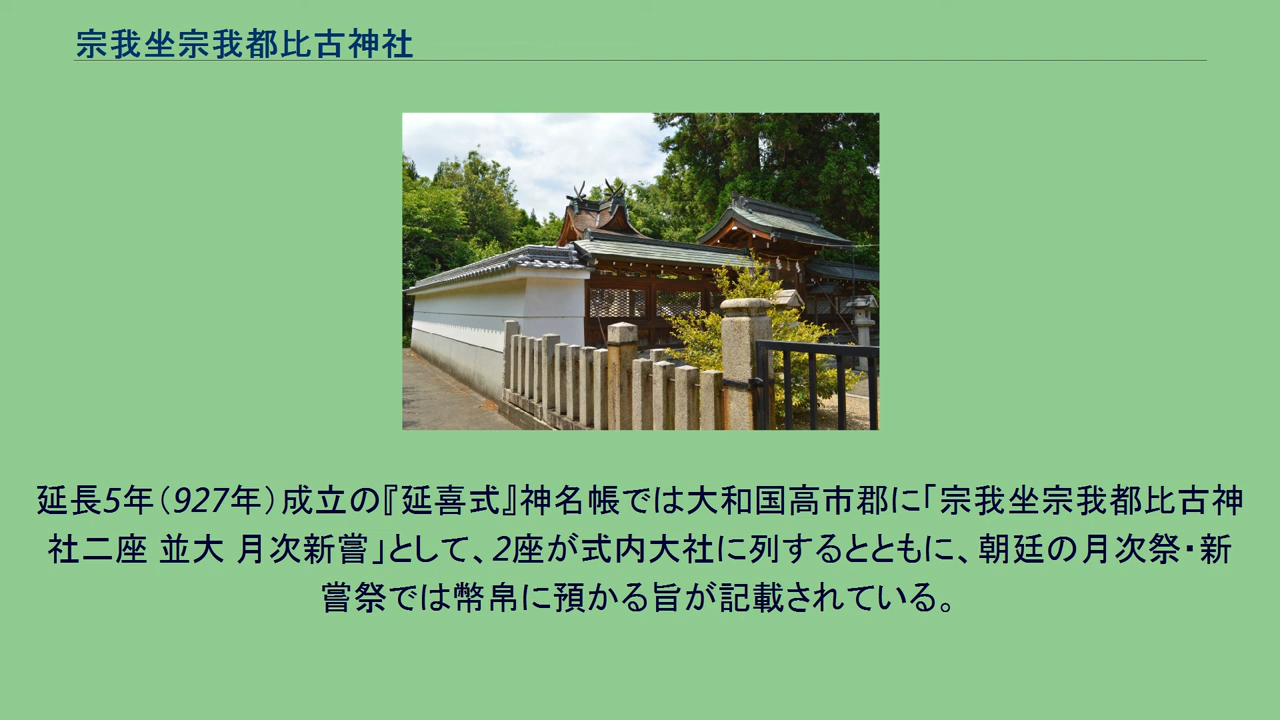 宗我坐宗我都比古神社
延長5年（927年）成立の『延喜式』神名帳では大和国高市郡に「宗我坐宗我都比古神
社二座 並大 月次新嘗」として、2座が式内大社に列するとともに、朝廷の月次祭・新
嘗祭では幣帛に預かる旨が記載されている。